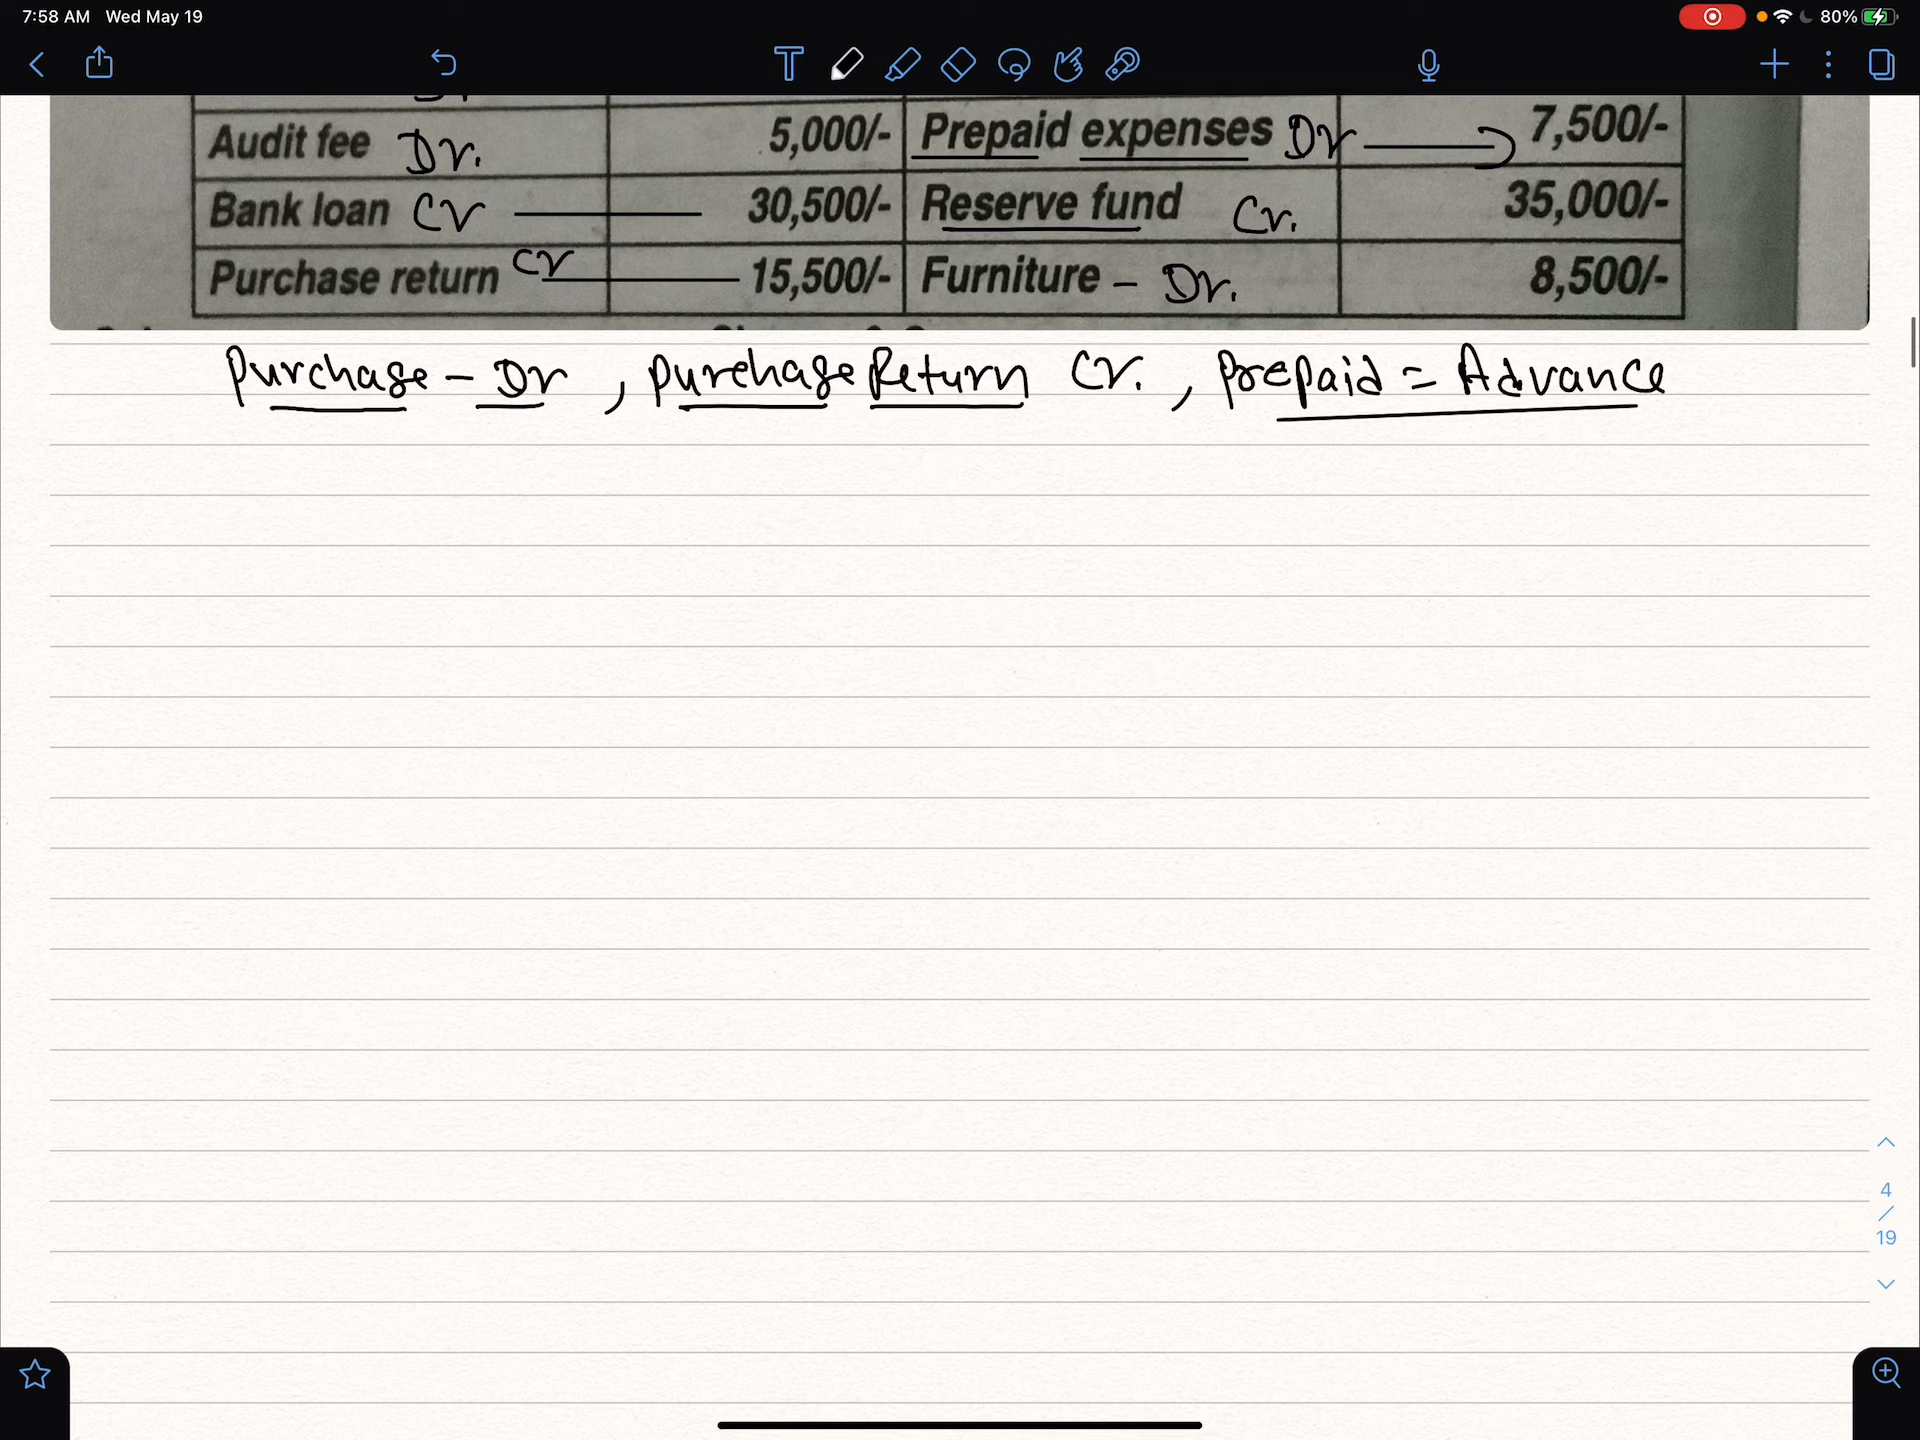 7:58 AM Wed May 19
80%
Audit fee Dr. 5,000/- Prepaid expenses Dr 7,500/-
Bank loan Cr 30,500/- Reserve fund Cr. 35,000/-
Purchase return Cr 15,500/- Furniture – Dr. 8,500/-
Purchase – Dr , Purchase Return Cr. , Prepaid = Advance
4
/
19